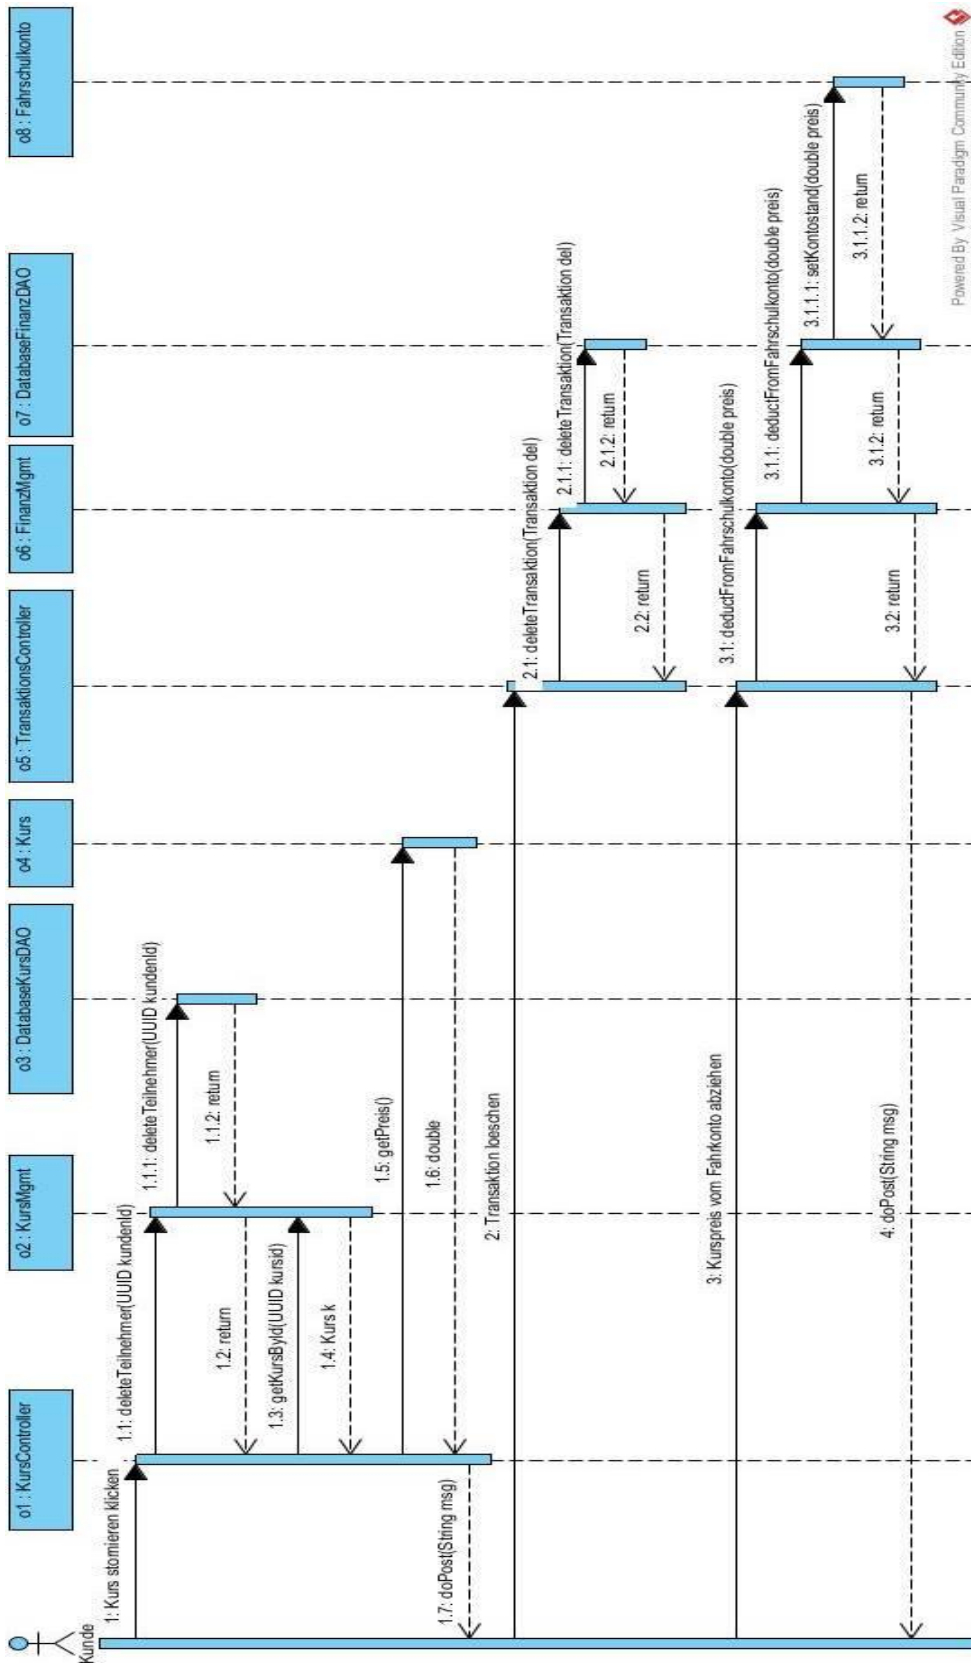 Kunde
o1 : KursController
o2 : KursMgmt
o3 : DatabaseKursDAO
o4 : Kurs
o5 : TransaktionsController
o6 : FinanzMgmt
o7 : DatabaseFinanzDAO
o8 : Fahrschulkonto
1: Kurs stornieren klicken
1.1: deleteTeilnehmer(UUID kundenId)
1.1.1: deleteTeilnehmer(UUID kundenId)
1.1.2: return
1.2: return
1.3: getKursById(UUID kursid)
1.4: Kurs k
1.5: getPreis()
1.6: double
1.7: doPost(String msg)
2: Transaktion loeschen
2.1: deleteTransaktion(Transaktion del)
2.1.1: deleteTransaktion(Transaktion del)
2.1.2: return
2.2: return
3: Kurspreis vom Fahrkonto abziehen
3.1: deductFromFahrschulkonto(double preis)
3.1.1: deductFromFahrschulkonto(double preis)
3.1.1.1: setKontostand(double preis)
3.1.1.2: return
3.1.2: return
3.2: return
4: doPost(String msg)
Powered By Visual Paradigm Community Edition